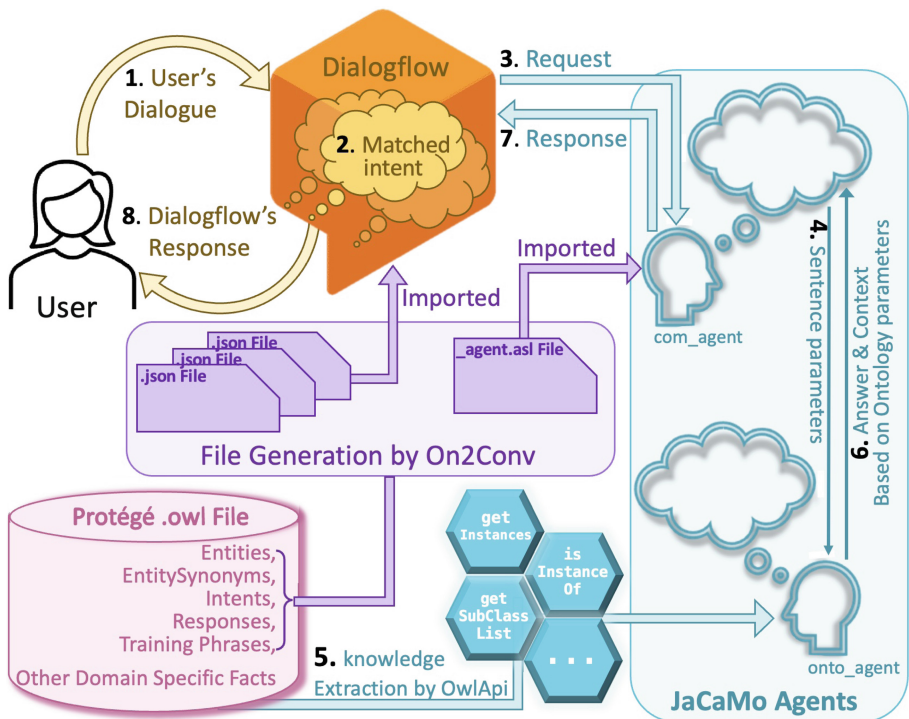 Dialogflow
1. User's
Dialogue
2. Matched
intent
3. Request
7. Response
8. Dialogflow's
Response
User
Imported
Imported
.json File
.json File
.json File
_agent.asl File
File Generation by On2Conv
com_agent
4. Sentence parameters
6. Answer & Context
Based on Ontology parameters
Protégé .owl File
Entities,
EntitySynonyms,
Intents,
Responses,
Training Phrases,
Other Domain Specific Facts
get
Instances
is
Instance
Of
get
SubClass
List
...
5. knowledge
Extraction by OwlApi
onto_agent
JaCaMo Agents